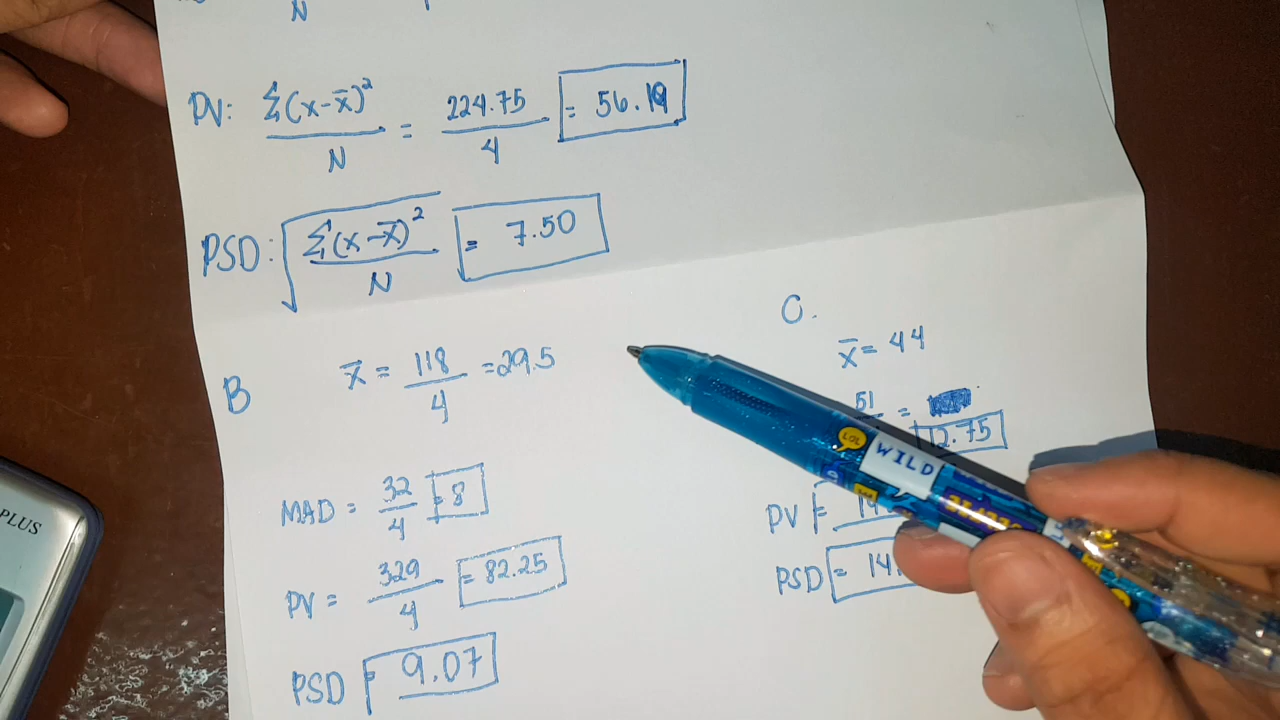 N
PV: Σ(x-x̄)² / N = 224.75 / 4 = 56.19
PSD: √(Σ(x-x̄)² / N) = 7.50
B
x̄ = 118 / 4 = 29.5
MAD = 32 / 4 = 8
PV = 329 / 4 = 82.25
PSD = 9.07
C.
x̄ = 44
51 = 12.75
PV =
PSD = 14.
PLUS
LOL
WILD